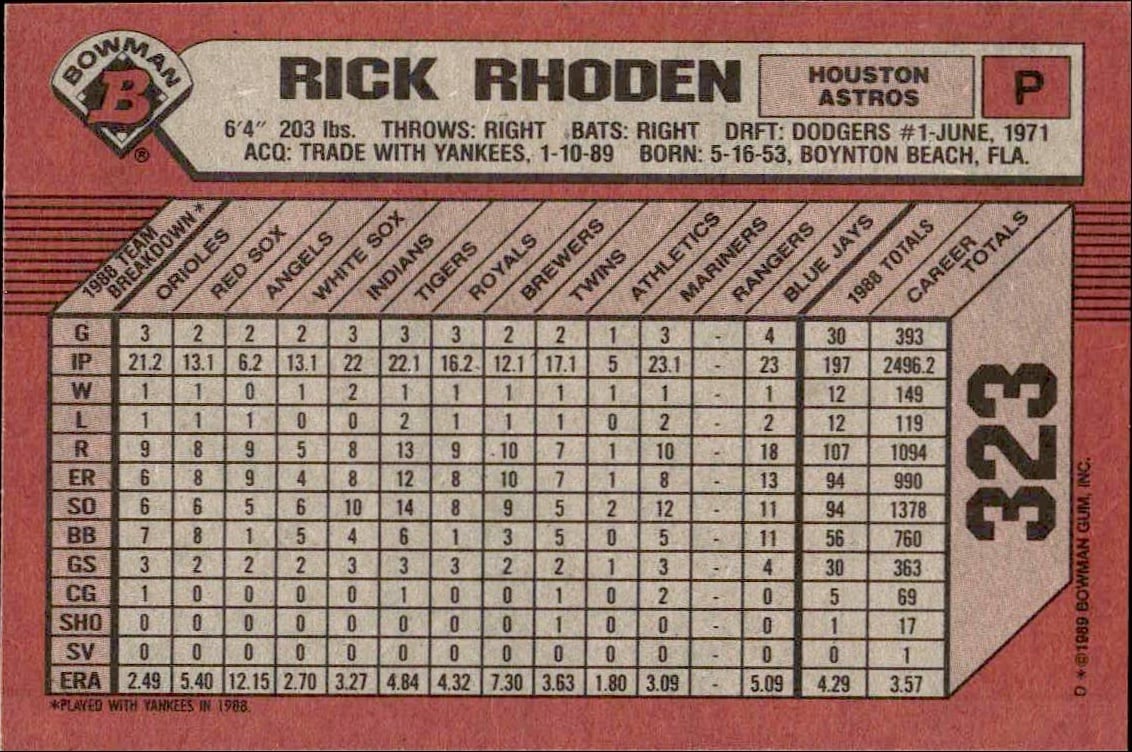 BOWMAN
B
®
RICK RHODEN
HOUSTON
ASTROS
P
6'4" 203 lbs. THROWS: RIGHT BATS: RIGHT DRFT: DODGERS #1-JUNE, 1971
ACQ: TRADE WITH YANKEES, 1-10-89 BORN: 5-16-53, BOYNTON BEACH, FLA.
1988 TEAM BREAKDOWN* ORIOLES RED SOX ANGELS WHITE SOX INDIANS TIGERS ROYALS BREWERS TWINS ATHLETICS MARINERS RANGERS BLUE JAYS 1988 TOTALS CAREER TOTALS
G 3 2 2 2 3 3 3 2 2 1 3 - 4 30 393
IP 21.2 13.1 6.2 13.1 22 22.1 16.2 12.1 17.1 5 23.1 - 23 197 2496.2
W 1 1 0 1 2 1 1 1 1 1 1 - 1 12 149
L 1 1 1 0 0 2 1 1 1 0 2 - 2 12 119
R 9 8 9 5 8 13 9 10 7 1 10 - 18 107 1094
ER 6 8 9 4 8 12 8 10 7 1 8 - 13 94 990
SO 6 6 5 6 10 14 8 9 5 2 12 - 11 94 1378
BB 7 8 1 5 4 6 1 3 5 0 5 - 11 56 760
GS 3 2 2 2 3 3 3 2 2 1 3 - 4 30 363
CG 1 0 0 0 0 1 0 0 1 0 2 - 0 5 69
SHO 0 0 0 0 0 0 0 0 1 0 0 - 0 1 17
SV 0 0 0 0 0 0 0 0 0 0 0 - 0 0 1
ERA 2.49 5.40 12.15 2.70 3.27 4.84 4.32 7.30 3.63 1.80 3.09 - 5.09 4.29 3.57
*PLAYED WITH YANKEES IN 1988.
323
D *©1989 BOWMAN GUM, INC.